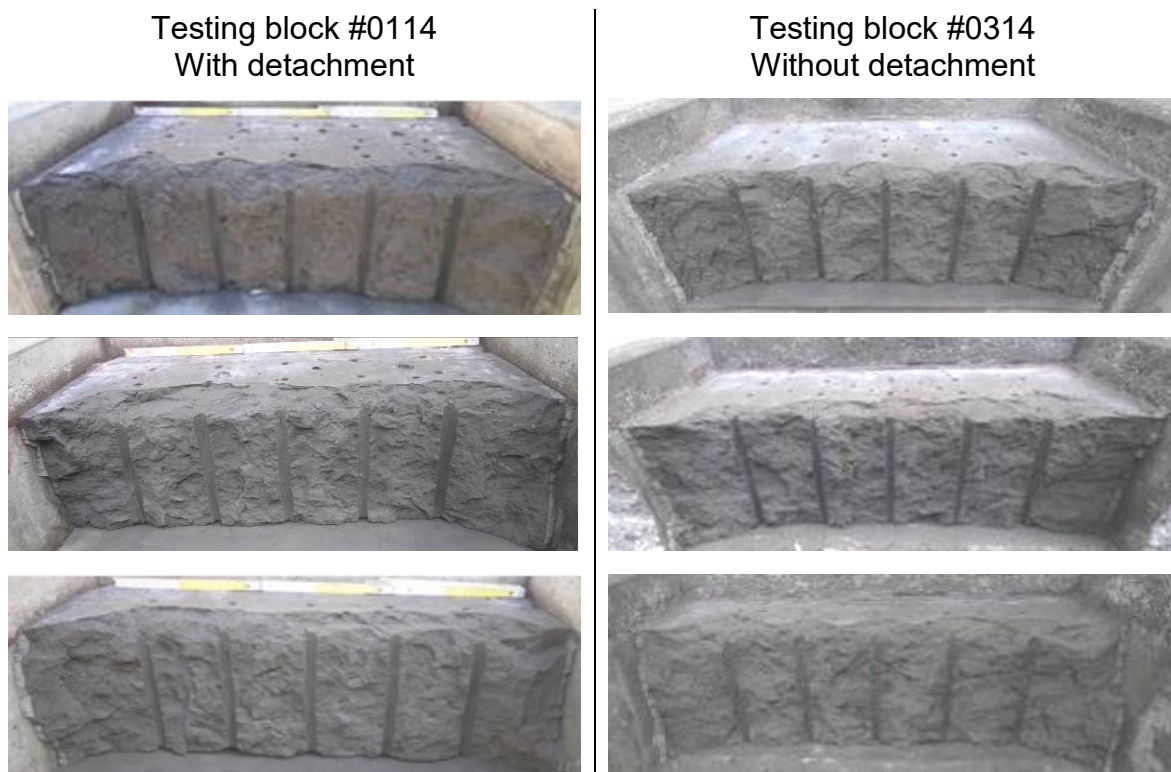 Testing block #0114
With detachment
Testing block #0314
Without detachment